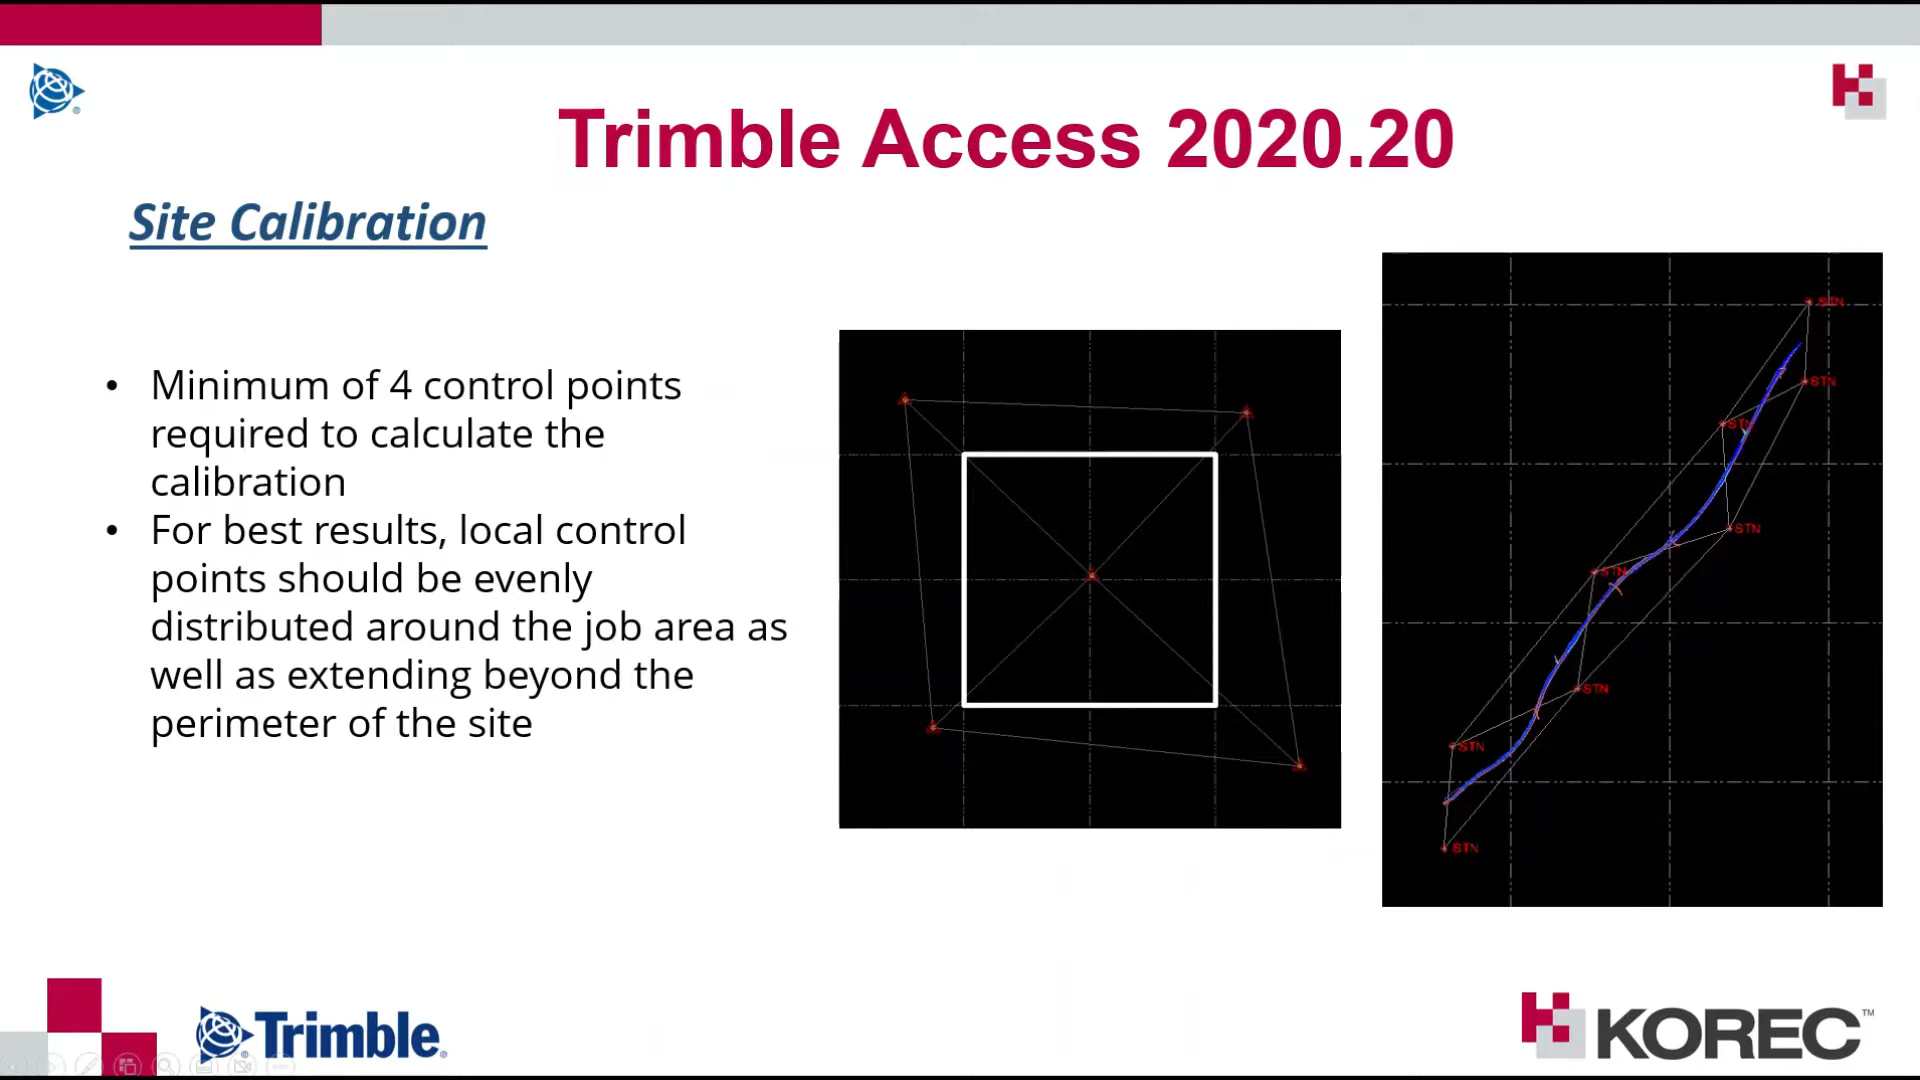 Trimble Access 2020.20
Site Calibration
• Minimum of 4 control points
required to calculate the
calibration
• For best results, local control
points should be evenly
distributed around the job area as
well as extending beyond the
perimeter of the site
STN
STN
STN
STN
STN
STN
STN
STN
Trimble®
KOREC™